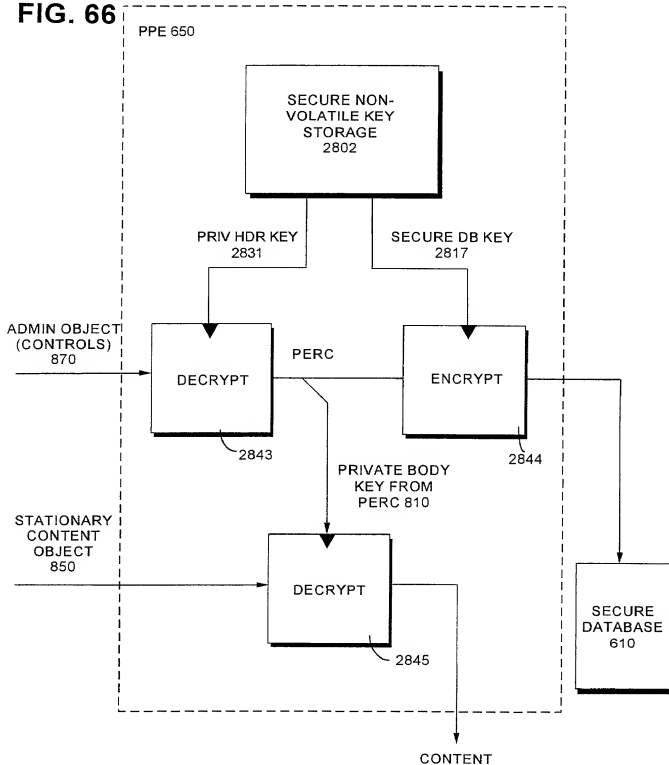 FIG. 66
PPE 650
SECURE NON-
VOLATILE KEY
STORAGE
2802
PRIV HDR KEY
2831
SECURE DB KEY
2817
ADMIN OBJECT
(CONTROLS)
870
DECRYPT
PERC
ENCRYPT
2843
2844
PRIVATE BODY
KEY FROM
PERC 810
STATIONARY
CONTENT
OBJECT
850
DECRYPT
2845
SECURE
DATABASE
610
CONTENT